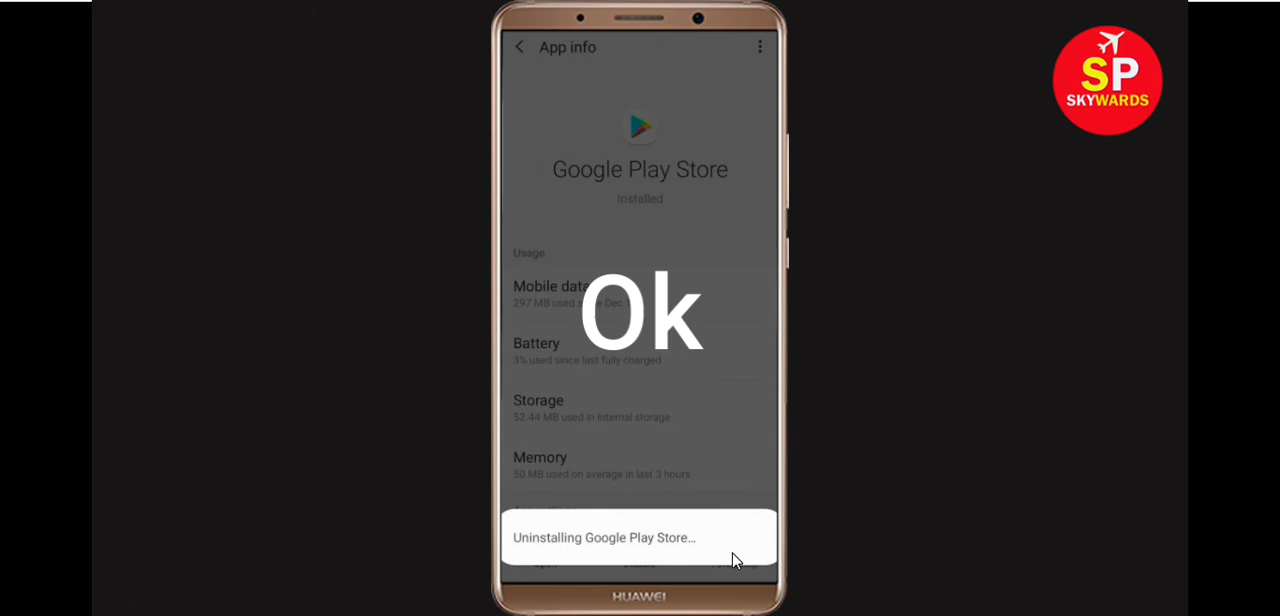 App info
SP
SKYWARDS
Google Play Store
Installed
Usage
Mobile data
297 MB used Dec
Ok
Battery
3% used since last fully charged
Storage
52.44 MB used in Internal storage
Memory
50 MB used on average in last 3 hours
Uninstalling Google Play Store...
HUAWEI